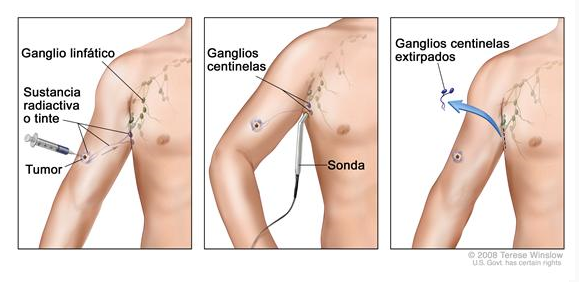 Ganglio linfático
Sustancia
radiactiva
o tinte
Tumor
Ganglios
centinelas
Sonda
Ganglios centinelas
extirpados
© 2008 Terese Winslow
U.S. Govt. has certain rights